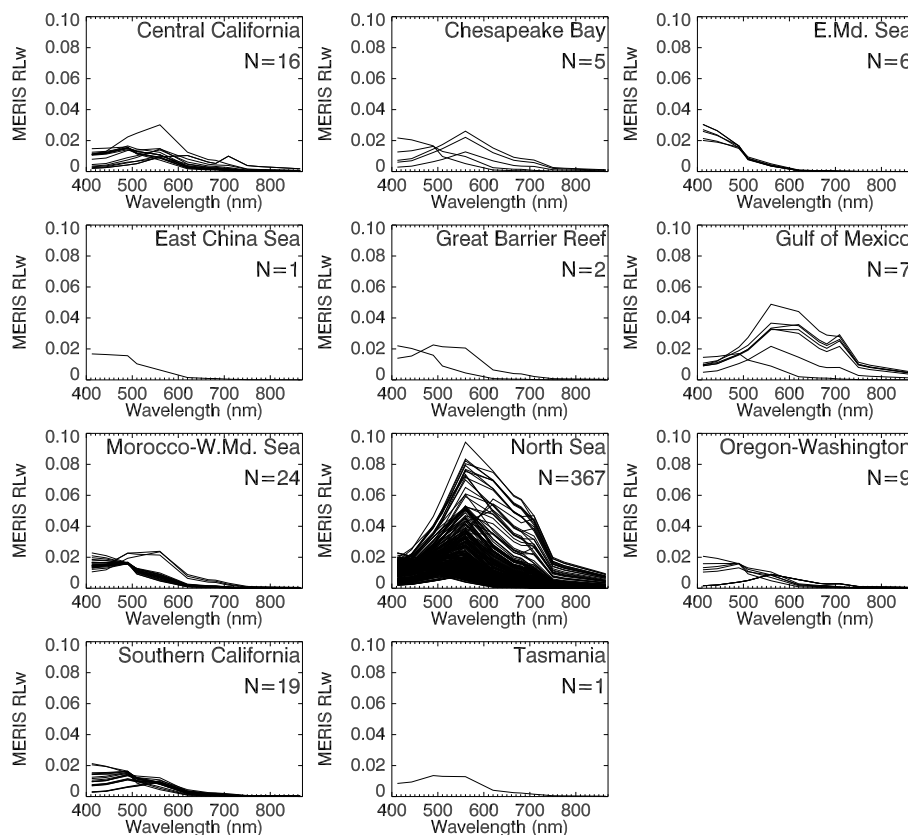 Central California
N=16
MERIS RLw
0.10
0.08
0.06
0.04
0.02
0
400 500 600 700 800
Wavelength (nm)
Chesapeake Bay
N=5
MERIS RLw
0.10
0.08
0.06
0.04
0.02
0
400 500 600 700 800
Wavelength (nm)
E.Md. Sea
N=6
MERIS RLw
0.10
0.08
0.06
0.04
0.02
0
400 500 600 700 800
Wavelength (nm)
East China Sea
N=1
MERIS RLw
0.10
0.08
0.06
0.04
0.02
0
400 500 600 700 800
Wavelength (nm)
Great Barrier Reef
N=2
MERIS RLw
0.10
0.08
0.06
0.04
0.02
0
400 500 600 700 800
Wavelength (nm)
Gulf of Mexico
N=7
MERIS RLw
0.10
0.08
0.06
0.04
0.02
0
400 500 600 700 800
Wavelength (nm)
Morocco-W.Md. Sea
N=24
MERIS RLw
0.10
0.08
0.06
0.04
0.02
0
400 500 600 700 800
Wavelength (nm)
North Sea
N=367
MERIS RLw
0.10
0.08
0.06
0.04
0.02
0
400 500 600 700 800
Wavelength (nm)
Oregon-Washington
N=9
MERIS RLw
0.10
0.08
0.06
0.04
0.02
0
400 500 600 700 800
Wavelength (nm)
Southern California
N=19
MERIS RLw
0.10
0.08
0.06
0.04
0.02
0
400 500 600 700 800
Wavelength (nm)
Tasmania
N=1
MERIS RLw
0.10
0.08
0.06
0.04
0.02
0
400 500 600 700 800
Wavelength (nm)